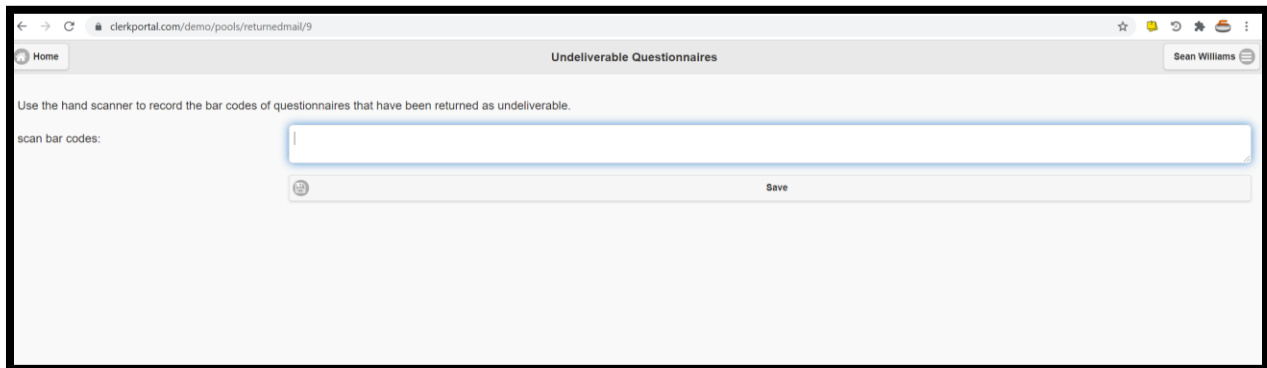 clerkportal.com/demo/pools/returnedmail/9
Home Undeliverable Questionnaires Sean Williams
Use the hand scanner to record the bar codes of questionnaires that have been returned as undeliverable.
scan bar codes:
Save